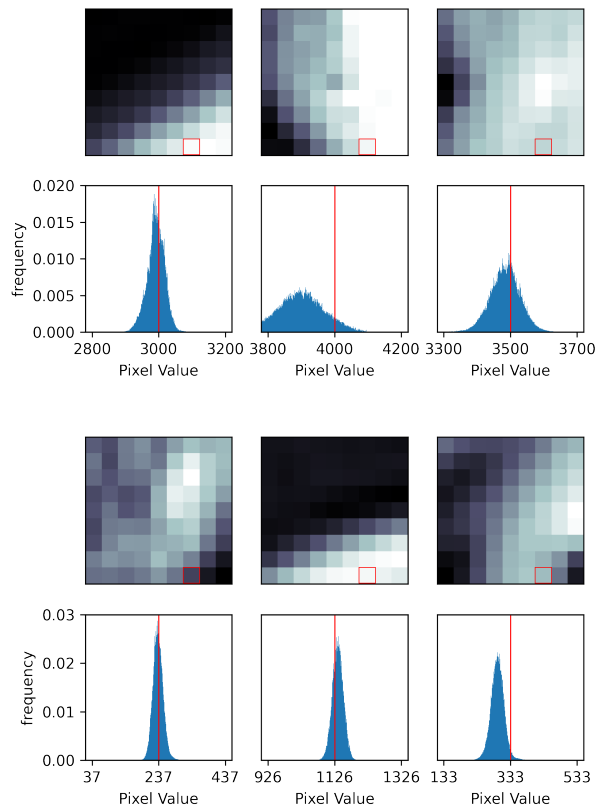 0.020
0.015
0.010
0.005
0.000
frequency
2800 3000 3200
3800 4000 4200
3300 3500 3700
Pixel Value
Pixel Value
Pixel Value
0.03
0.02
0.01
0.00
frequency
37 237 437
926 1126 1326
133 333 533
Pixel Value
Pixel Value
Pixel Value